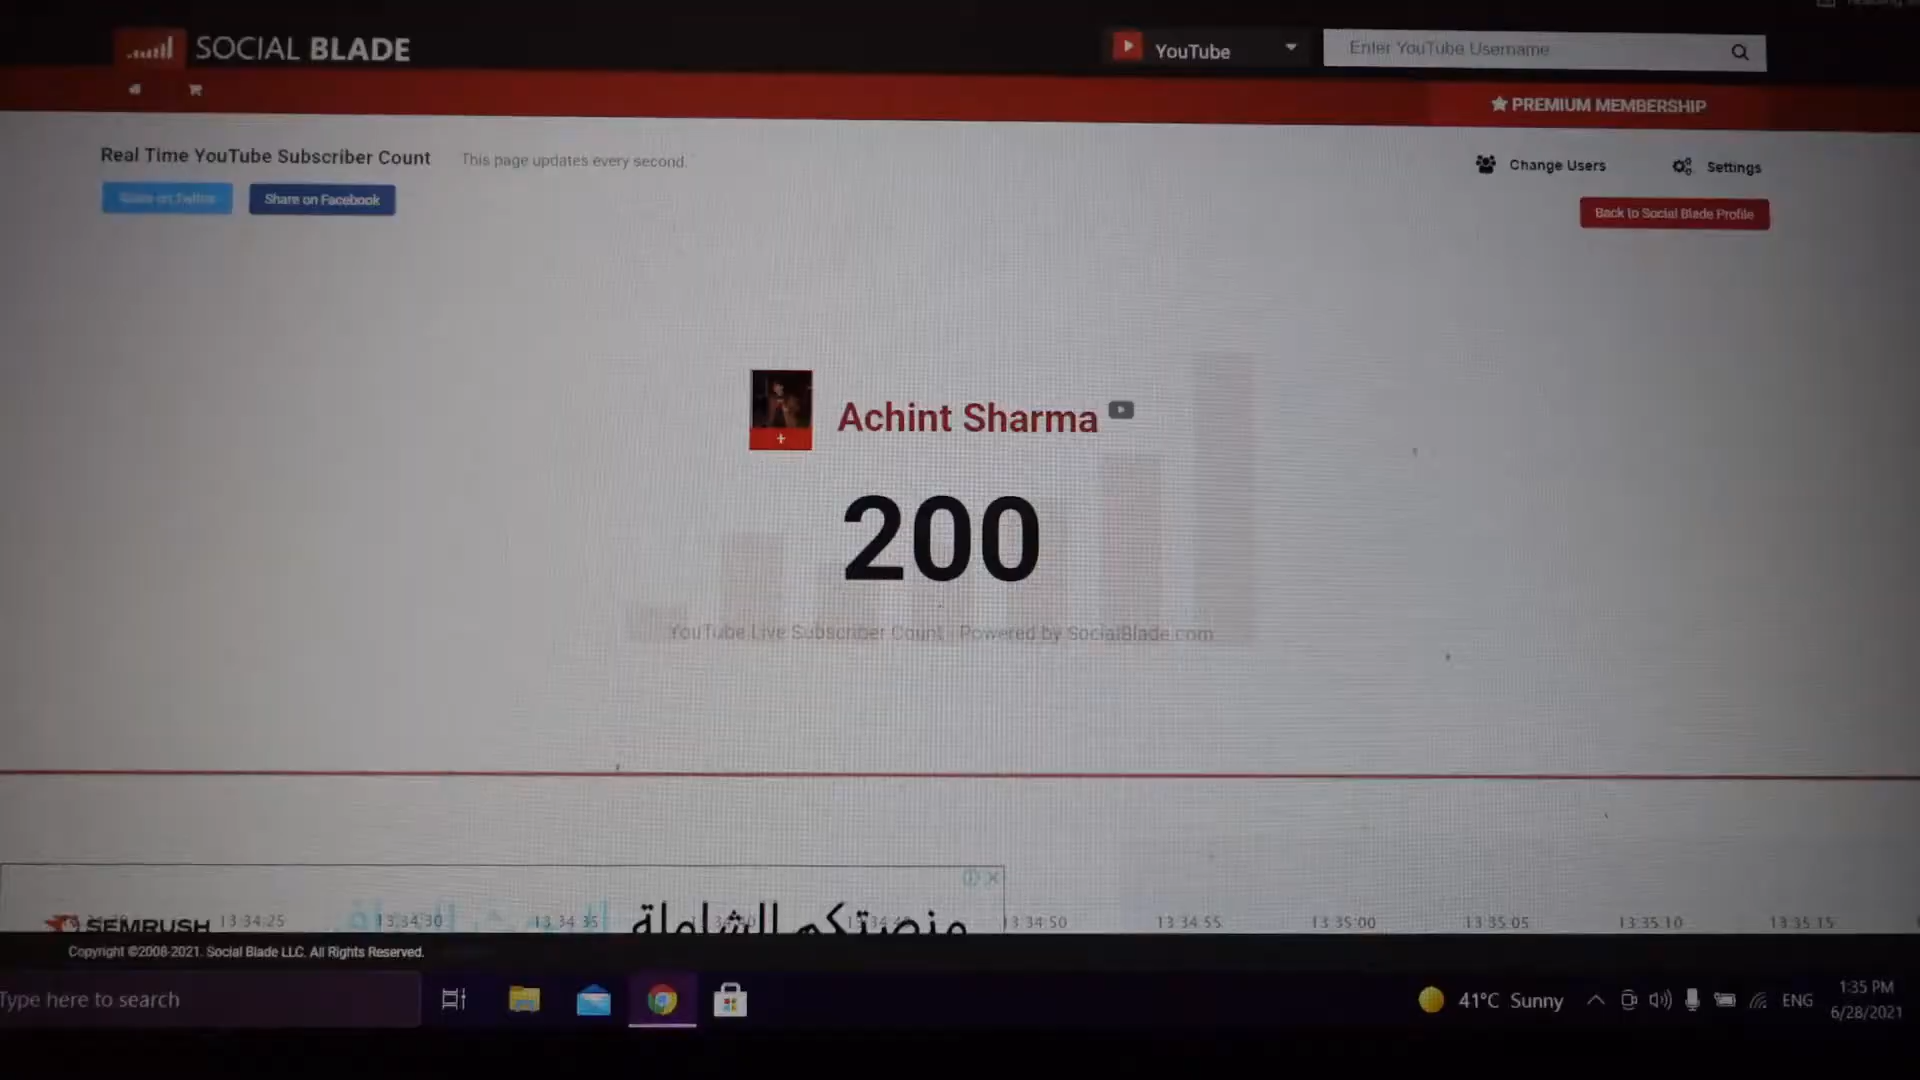 SOCIAL BLADE
YouTube
Enter YouTube Username
PREMIUM MEMBERSHIP
Real Time YouTube Subscriber Count
This page updates every second.
Change Users
Settings
Share on Twitter
Share on Facebook
Back to Social Blade Profile
+
Achint Sharma
200
YouTube Live Subscriber Count - Powered by SocialBlade.com
SEMRUSH
منصتكم الشاملة
13:34:25
13:34:30
13:34:35
13:34:50
13:34:55
13:35:00
13:35:05
13:35:10
13:35:15
Copyright ©2008-2021. Social Blade LLC. All Rights Reserved.
Type here to search
41°C Sunny
ENG
1:35 PM
6/28/2021